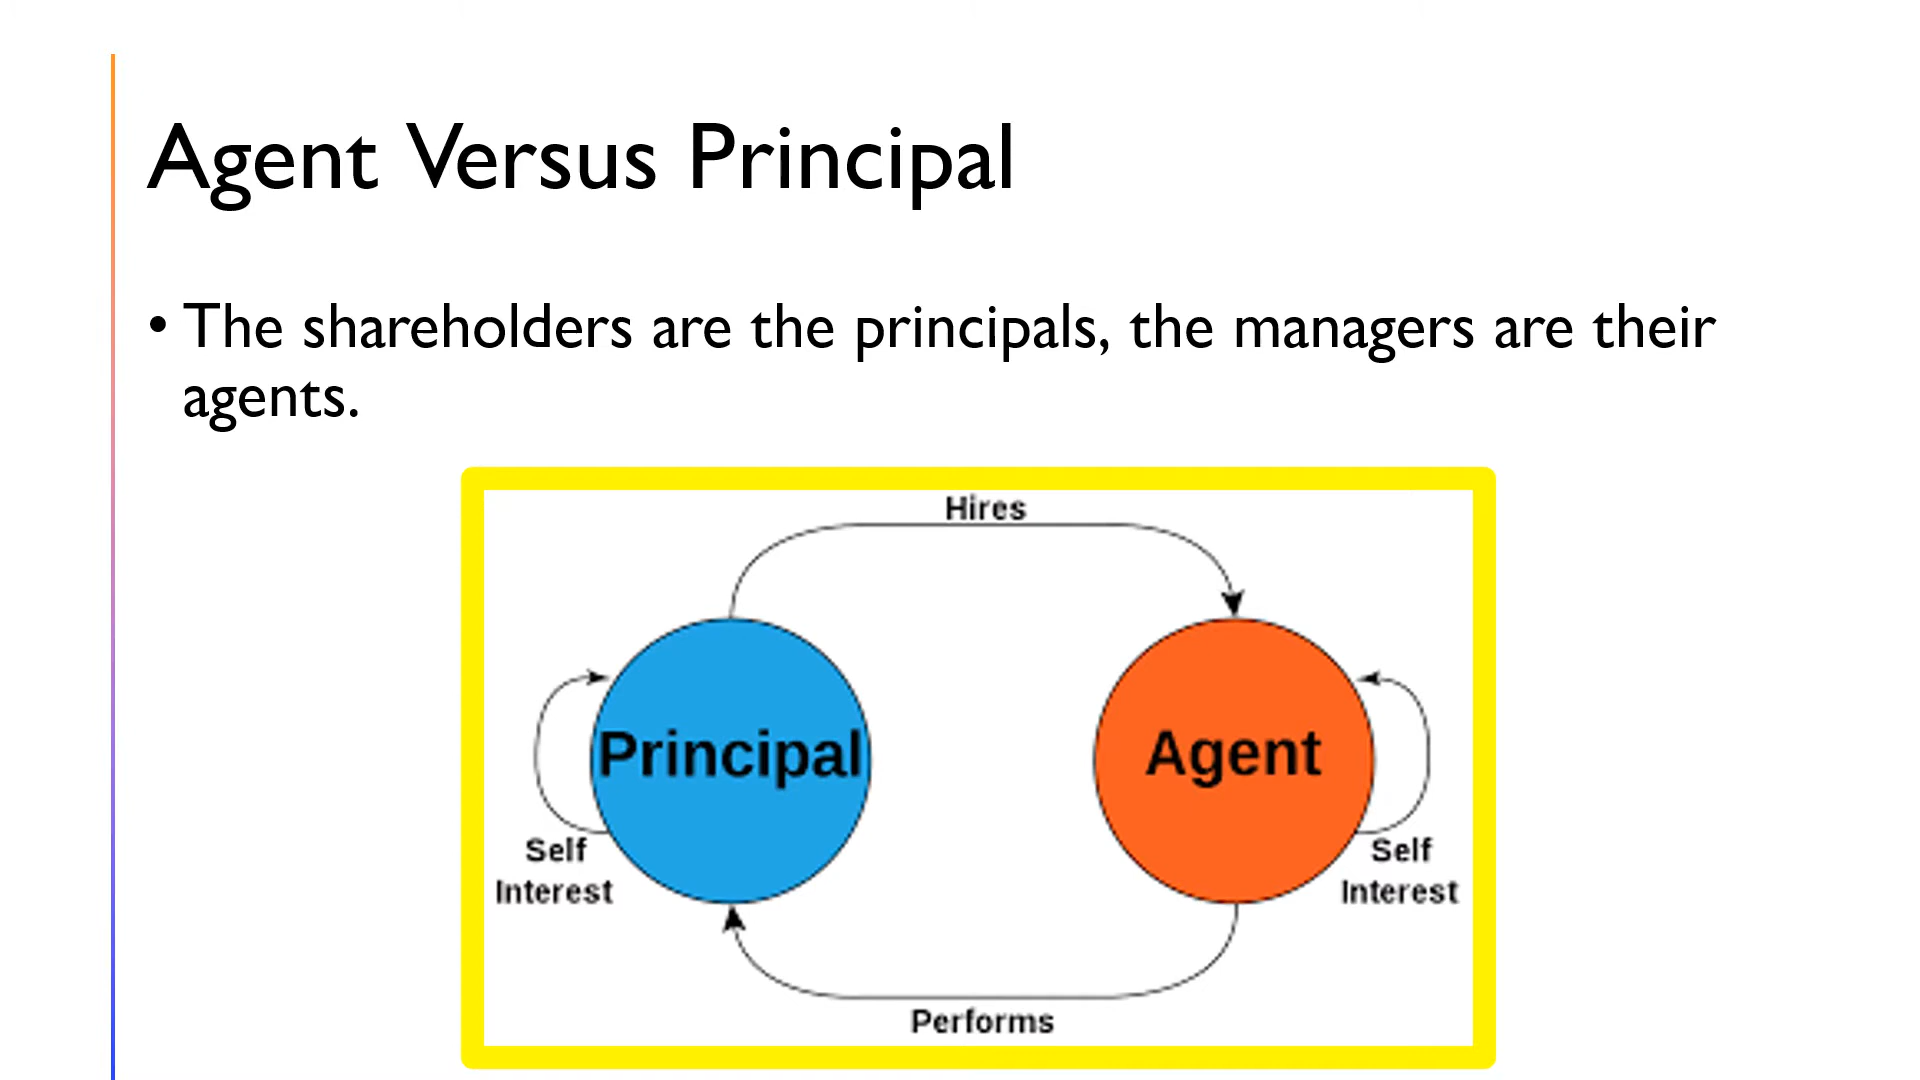 Agent Versus Principal
• The shareholders are the principals, the managers are their
agents.
Hires
Principal
Agent
Self
Interest
Self
Interest
Performs